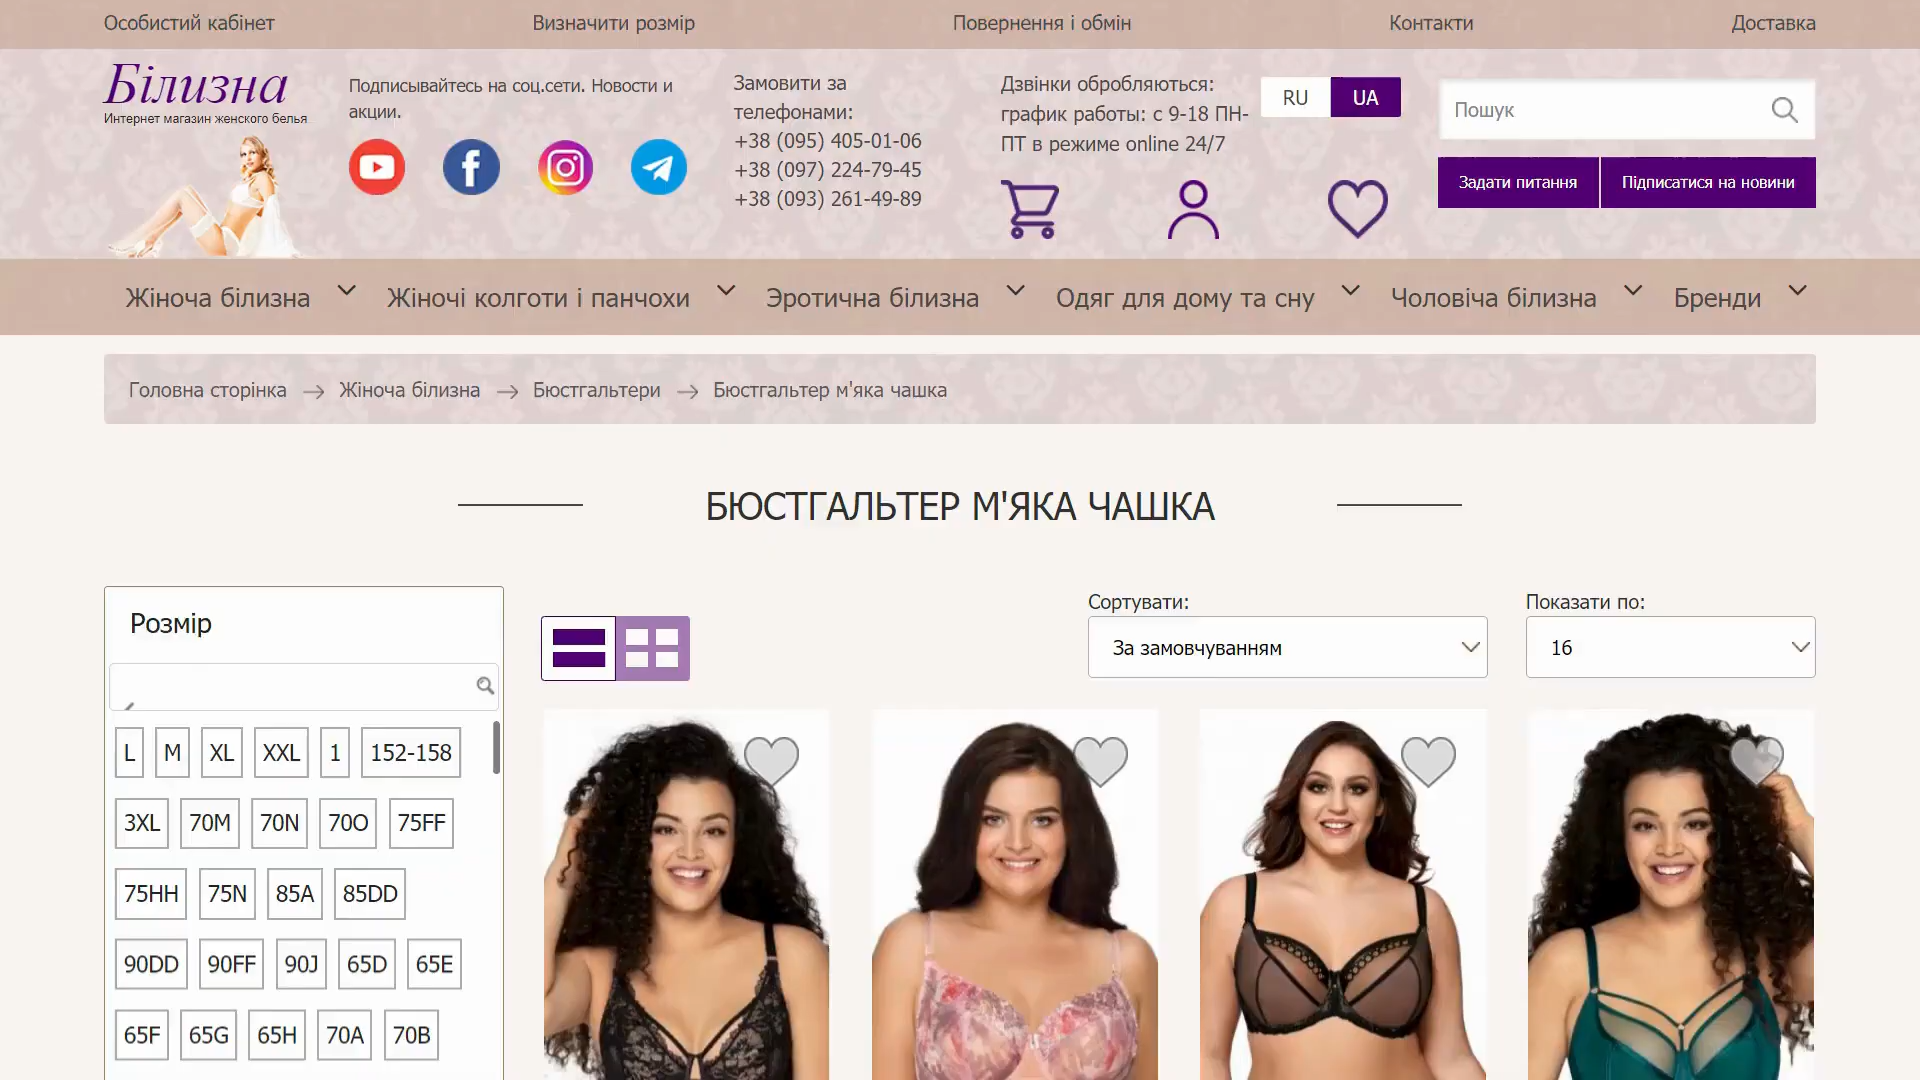 Особистий кабінет
Визначити розмір
Повернення і обмін
Контакти
Доставка
Білизна
Интернет магазин женского белья
Подписывайтесь на соц.сети. Новости и
акции.
Замовити за
телефонами:
+38 (095) 405-01-06
+38 (097) 224-79-45
+38 (093) 261-49-89
Дзвінки обробляються:
график работы: с 9-18 ПН-
ПТ в режиме online 24/7
RU
UA
Пошук
Задати питання
Підписатися на новини
Жіноча білизна
Жіночі колготи і панчохи
Эротична білизна
Одяг для дому та сну
Чоловіча білизна
Бренди
Головна сторінка
Жіноча білизна
Бюстгальтери
Бюстгальтер м'яка чашка
БЮСТГАЛЬТЕР М'ЯКА ЧАШКА
Розмір
Сортувати:
За замовчуванням
Показати по:
16
L M XL XXL 1 152-158
3XL 70M 70N 70O 75FF
75HH 75N 85A 85DD
90DD 90FF 90J 65D 65E
65F 65G 65H 70A 70B